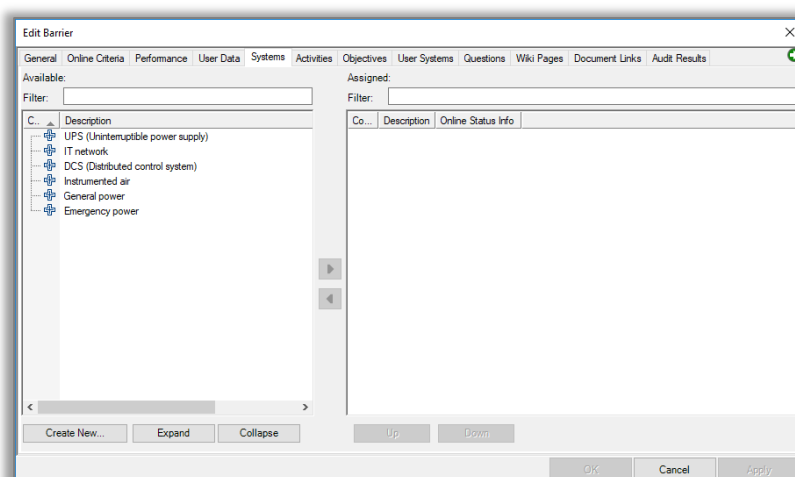 Edit Barrier
General Online Criteria Performance User Data Systems Activities Objectives User Systems Questions Wiki Pages Document Links Audit Results
Available: Assigned:
Filter: Filter:
C.. Description Co... Description Online Status Info
UPS (Uninterruptible power supply)
IT network
DCS (Distributed control system)
Instrumented air
General power
Emergency power
Create New... Expand Collapse Up Down
OK Cancel Apply